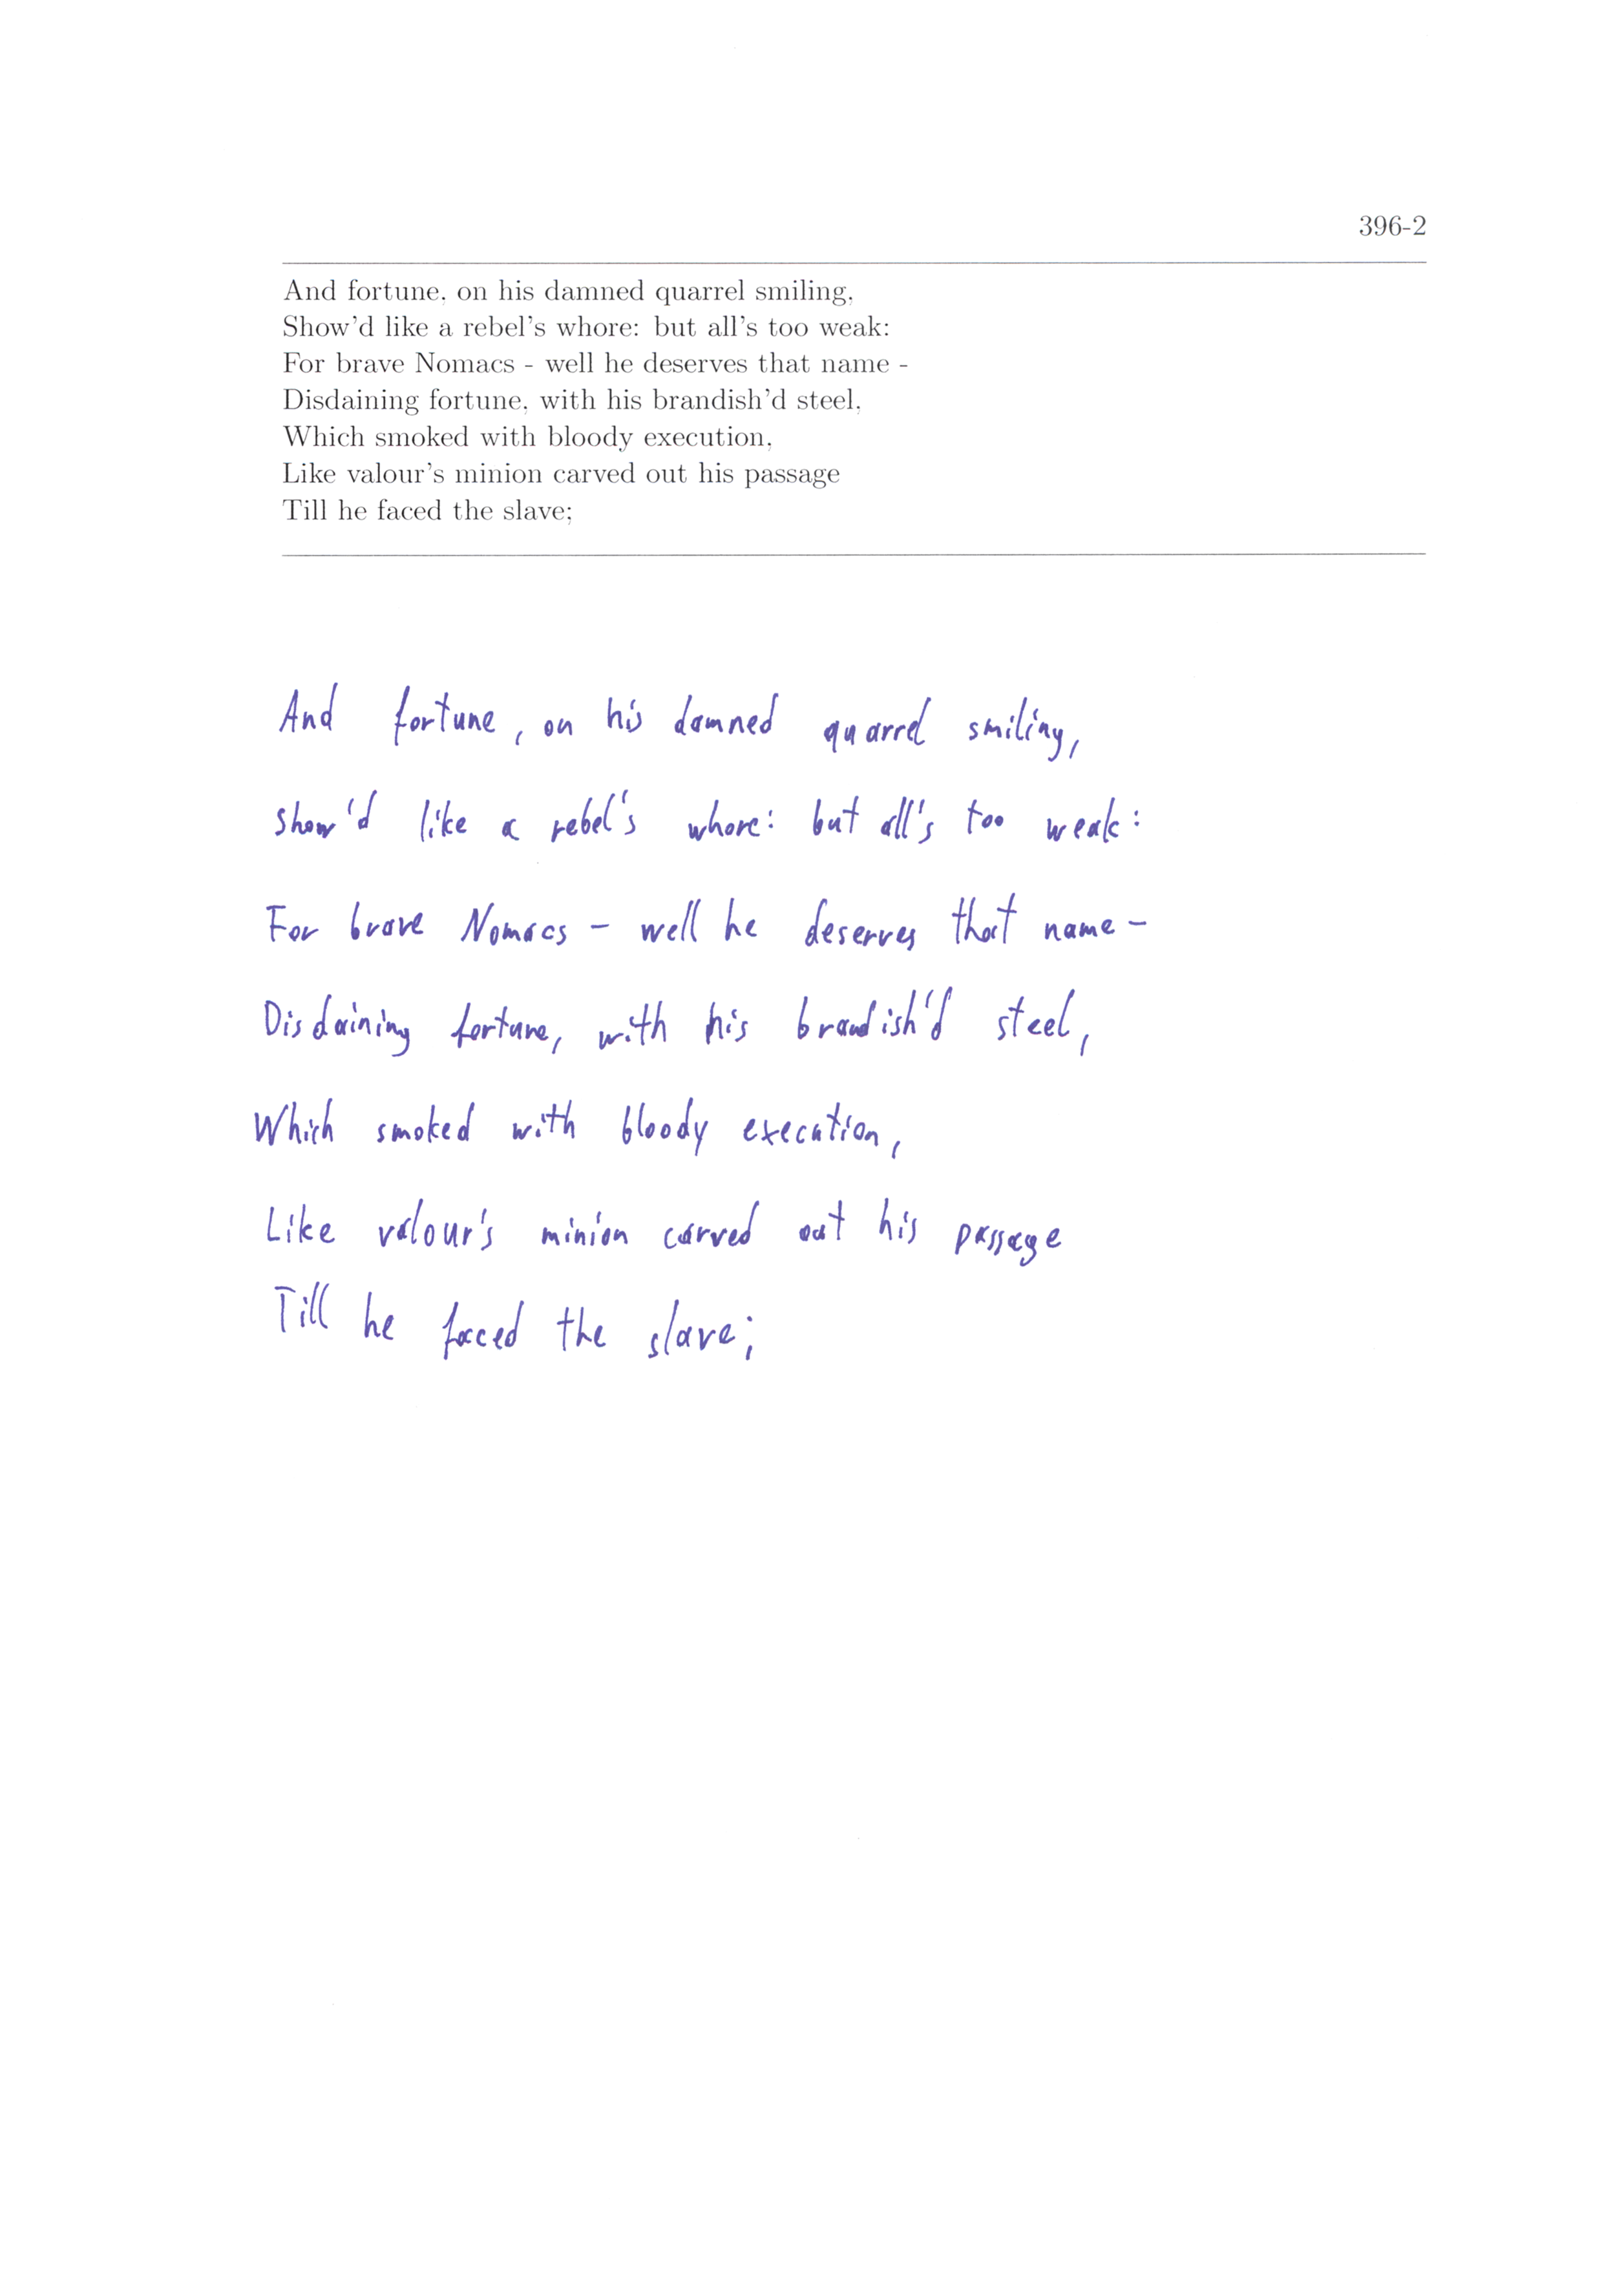 396-2
And fortune, on his damned quarrel smiling,
Show'd like a rebel's whore: but all's too weak:
For brave Nomacs - well he deserves that name -
Disdaining fortune, with his brandish'd steel,
Which smoked with bloody execution,
Like valour's minion carved out his passage
Till he faced the slave;
And fortune, on his damned quarrel smiling,
Show'd like a rebel's whore: but all's too weak:
For brave Nomacs - well he deserves that name -
Disdaining fortune, with his brandish'd steel,
Which smoked with bloody execution,
Like valour's minion carved out his passage
Till he faced the slave;